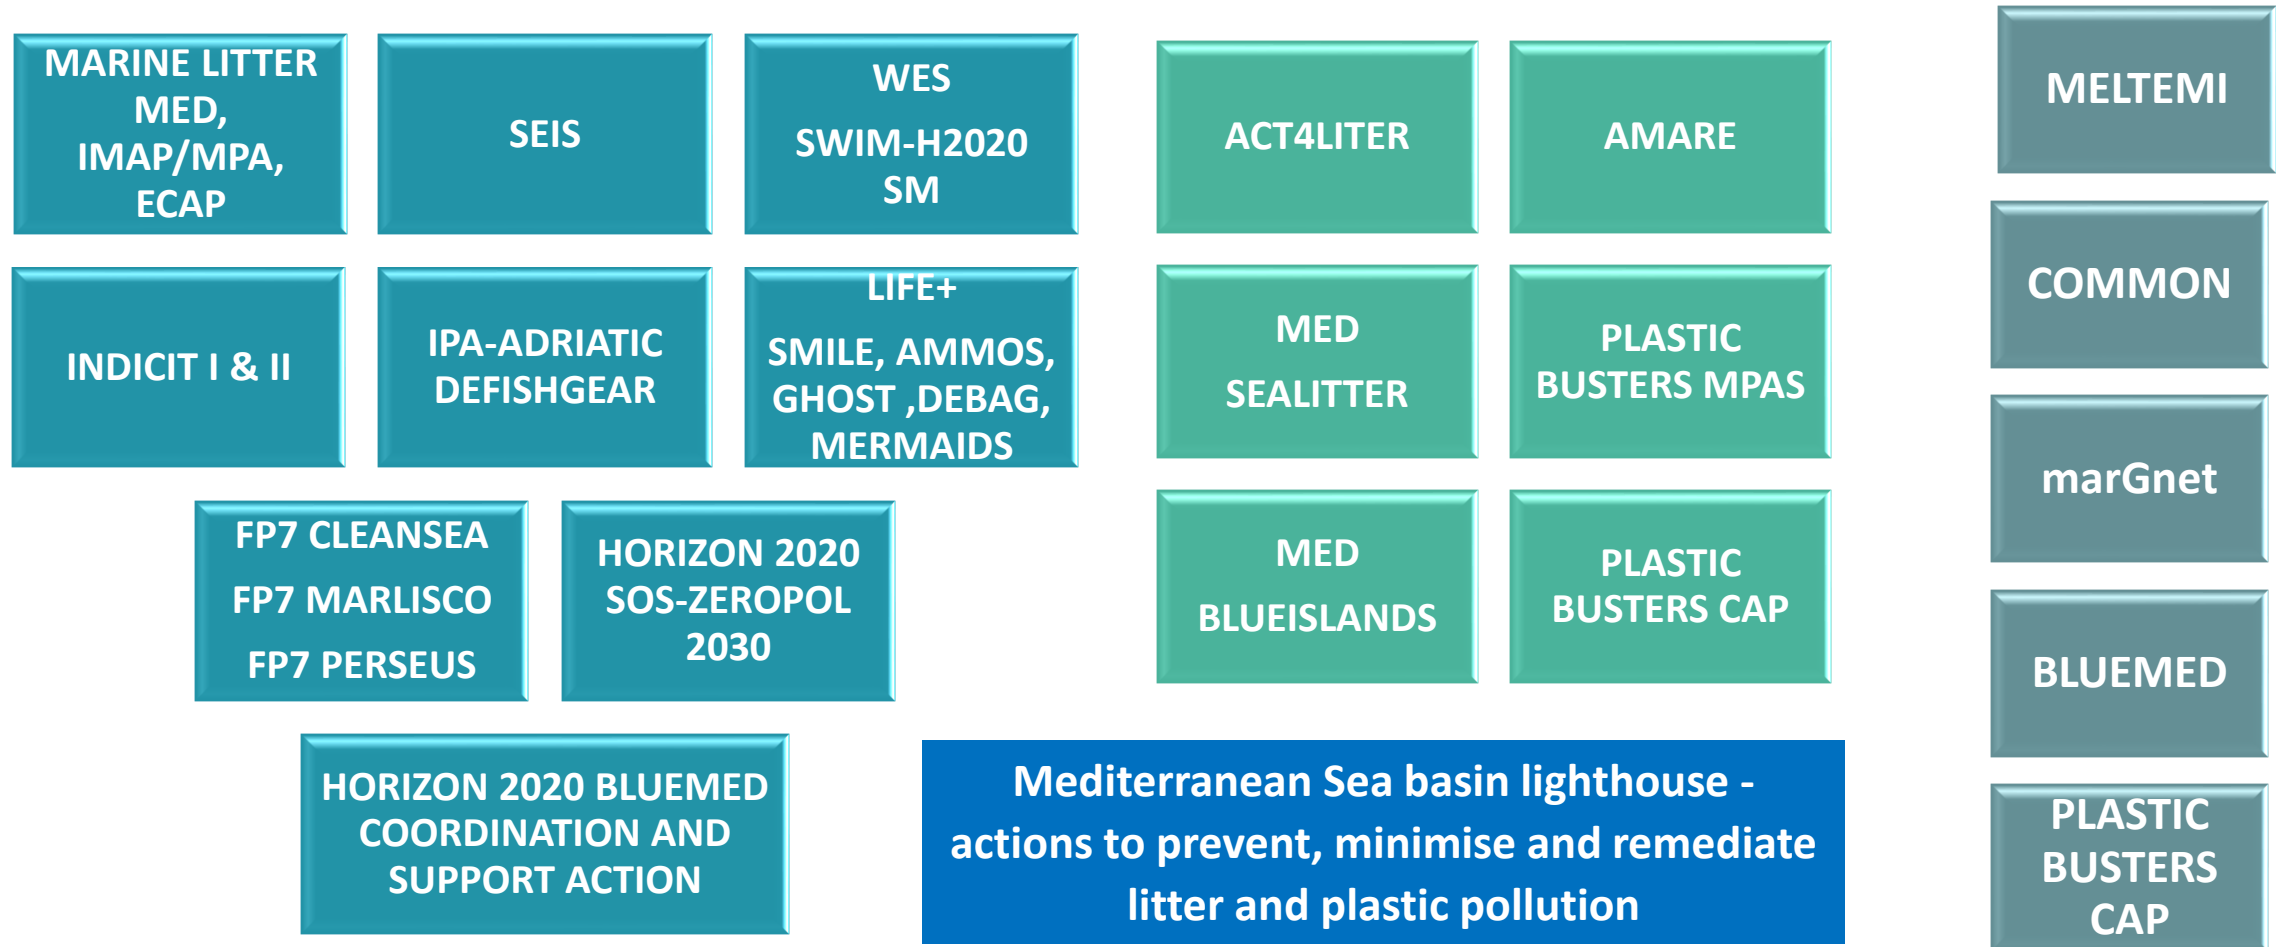 MARINE LITTER
MED,
IMAP/MPA,
ECAP
SEIS
WES
SWIM-H2020
SM
INDICIT I & II
IPA-ADRIATIC
DEFISHGEAR
LIFE+
SMILE, AMMOS,
GHOST ,DEBAG,
MERMAIDS
FP7 CLEANSEA
FP7 MARLISCO
FP7 PERSEUS
HORIZON 2020
SOS-ZEROPOL
2030
HORIZON 2020 BLUEMED
COORDINATION AND
SUPPORT ACTION
ACT4LITER
AMARE
MED
SEALITTER
PLASTIC
BUSTERS MPAS
MED
BLUEISLANDS
PLASTIC
BUSTERS CAP
Mediterranean Sea basin lighthouse -
actions to prevent, minimise and remediate
litter and plastic pollution
MELTEMI
COMMON
marGnet
BLUEMED
PLASTIC
BUSTERS
CAP